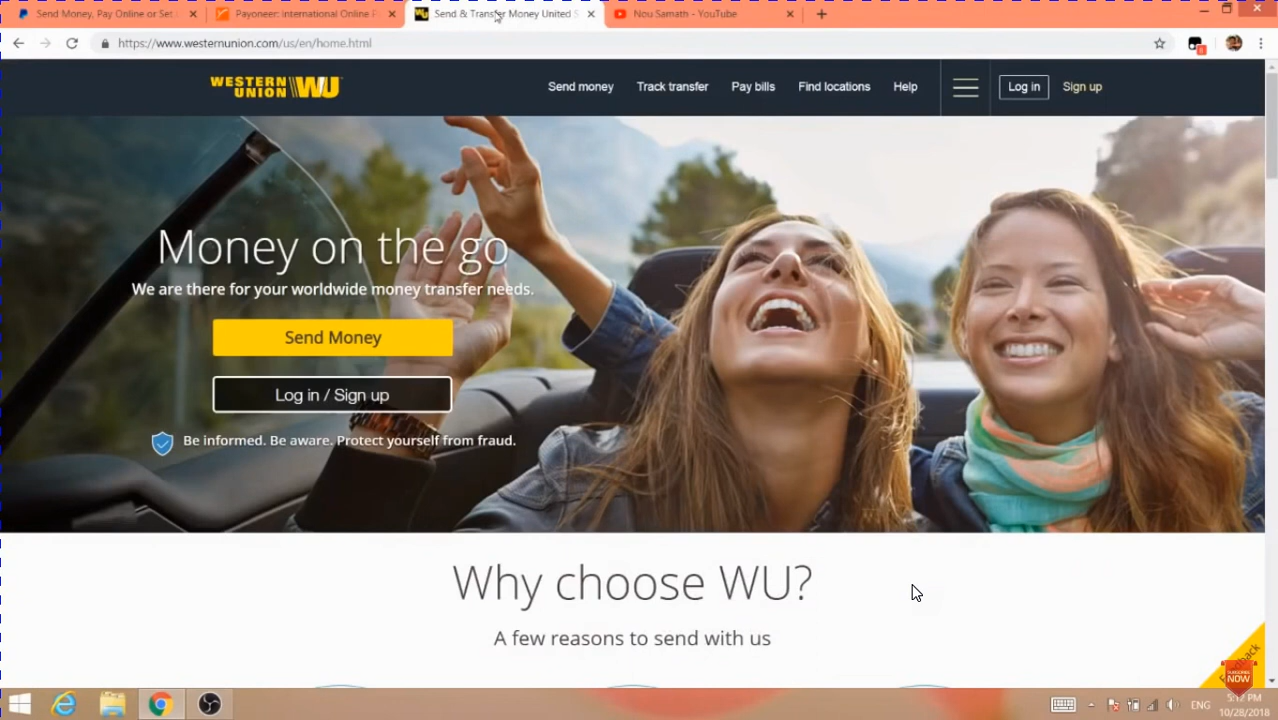 Send Money, Pay Online or Set
Payoneer: International Online P
Send & Transfer Money United S
Nou Samath - YouTube
https://www.westernunion.com/us/en/home.html
WESTERN UNION WU
Send money
Track transfer
Pay bills
Find locations
Help
Log in
Sign up
Money on the go
We are there for your worldwide money transfer needs.
Send Money
Log in / Sign up
Be informed. Be aware. Protect yourself from fraud.
Why choose WU?
A few reasons to send with us
NOW
ENG
5:12 PM
10/28/2018